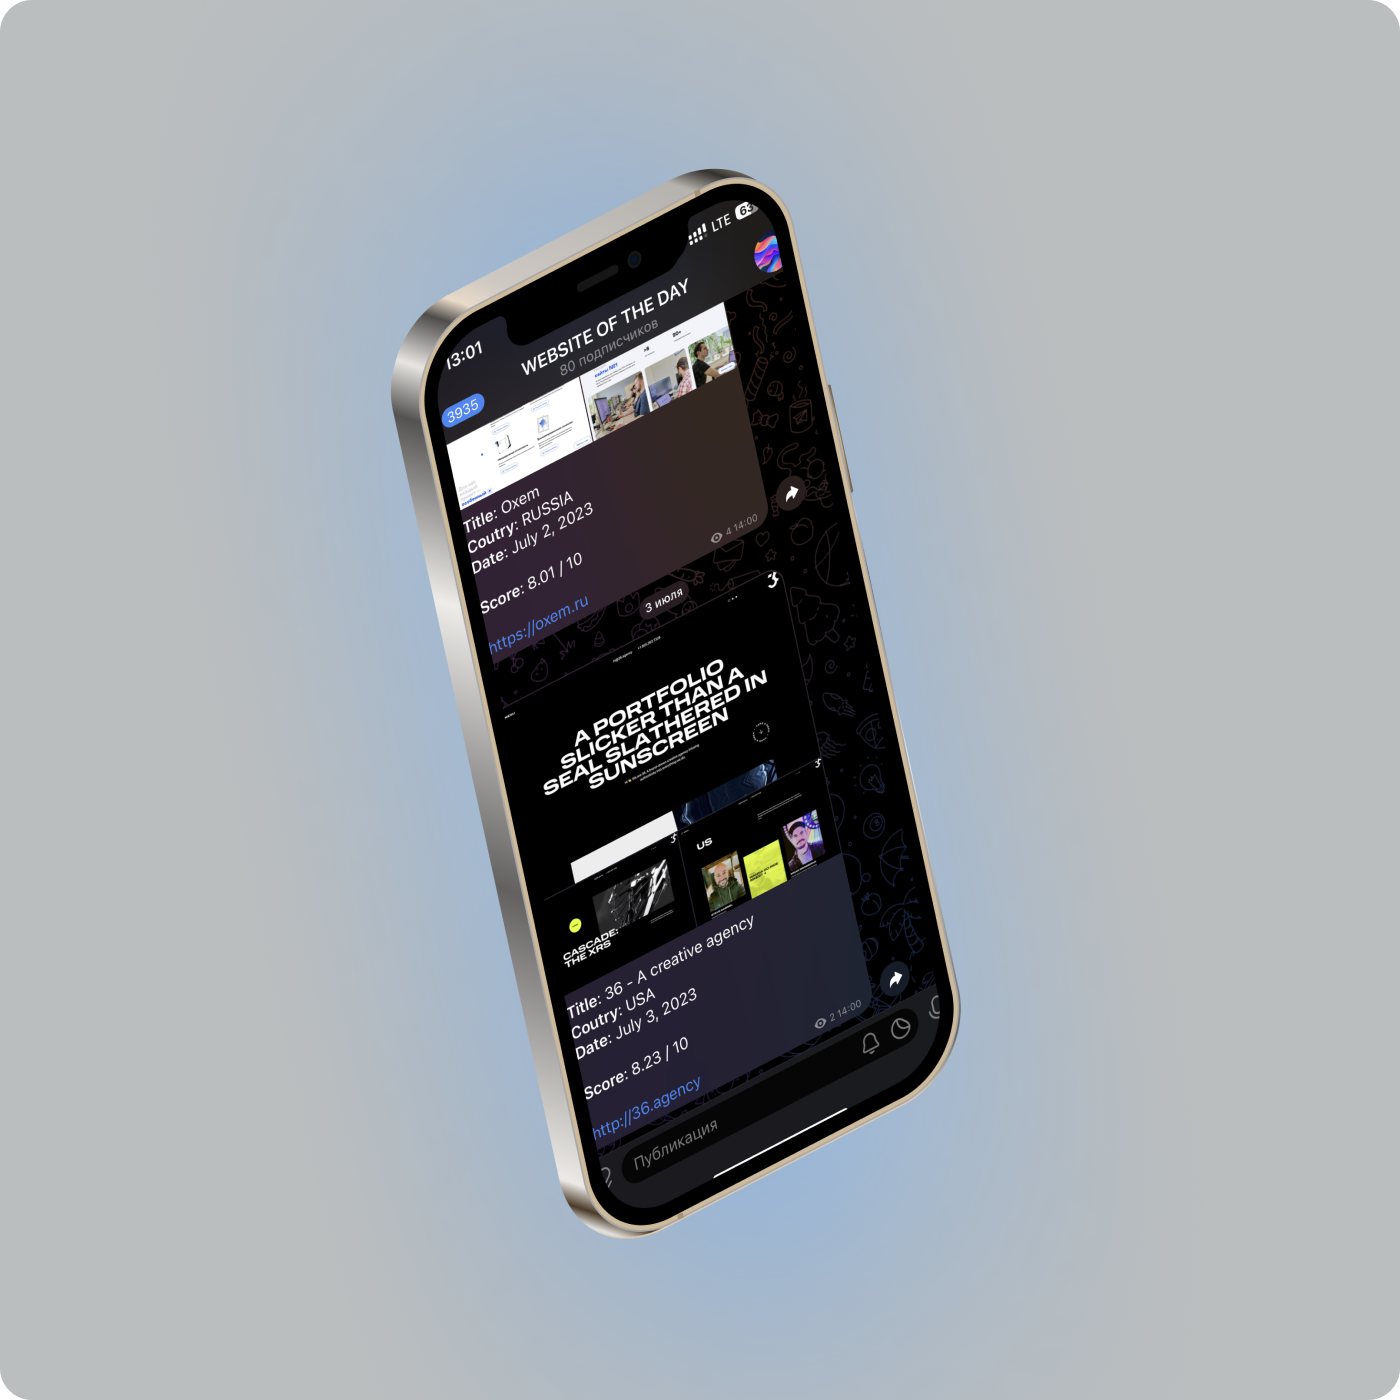 13:01
LTE
63
WEBSITE OF THE DAY
80 подписчиков
3935
Title: Oxem
Coutry: RUSSIA
Date: July 2, 2023
Score: 8.01 / 10
https://oxem.ru
4 14:00
3 июля
A PORTFOLIO
SLICKER THAN A
SEAL SLATHERED IN
SUNSCREEN
US
CASCADE:
THE XRS
Title: 36 - A creative agency
Coutry: USA
Date: July 3, 2023
Score: 8.23 / 10
http://36.agency
2 14:00
Публикация